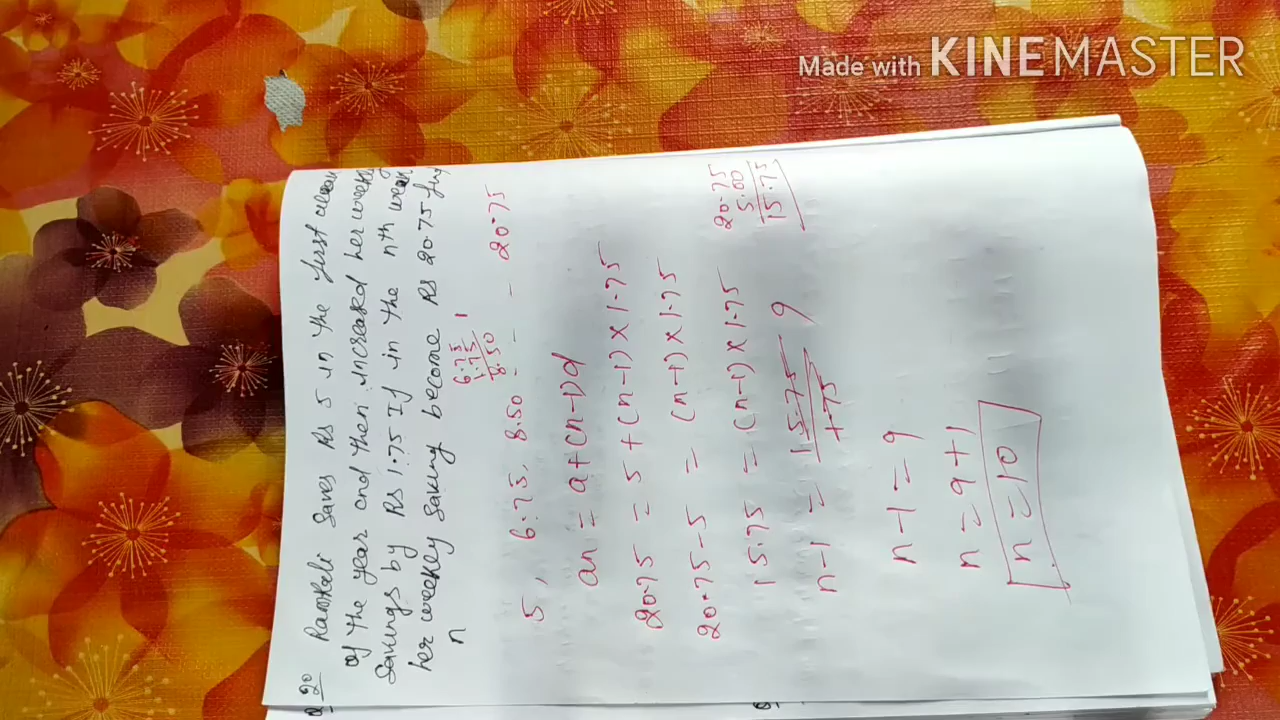 Made with KINEMASTER
Q 20 Ramkali saves Rs 5 in the first week
of the year and then increased her weekly
Savings by Rs 1.75 If in the nth week
her weekly saving become Rs 20.75 find
n
6.75
1.75
8.50
5, 6.75, 8.50 - - - 20.75
an = a+(n-1)d
20.75 = 5+(n-1)×1.75
20.75-5 = (n-1)×1.75
20.75
5.00
15.75
15.75 = (n-1)×1.75
n-1 = 15.75 9
1.75
n-1=9
n=9+1
n=10